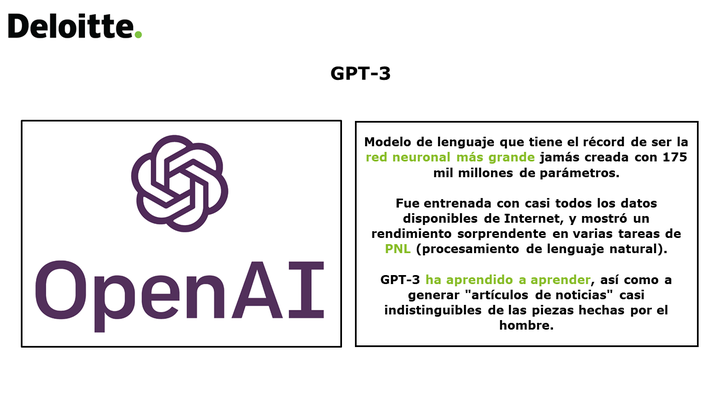 Deloitte.
GPT-3
OpenAI
Modelo de lenguaje que tiene el récord de ser la
red neuronal más grande jamás creada con 175
mil millones de parámetros.
Fue entrenada con casi todos los datos
disponibles de Internet, y mostró un
rendimiento sorprendente en varias tareas de
PNL (procesamiento de lenguaje natural).
GPT-3 ha aprendido a aprender, así como a
generar "artículos de noticias" casi
indistinguibles de las piezas hechas por el
hombre.